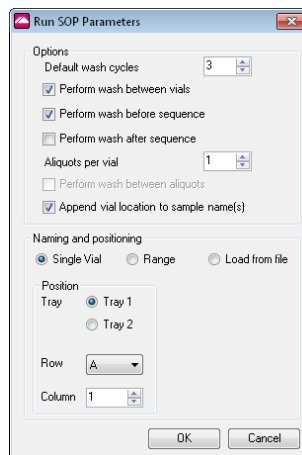 Run SOP Parameters
Options
Default wash cycles 3
Perform wash between vials
Perform wash before sequence
Perform wash after sequence
Aliquots per vial 1
Perform wash between aliquots
Append vial location to sample name(s)
Naming and positioning
Single Vial Range Load from file
Position
Tray Tray 1
Tray 2
Row A
Column 1
OK Cancel